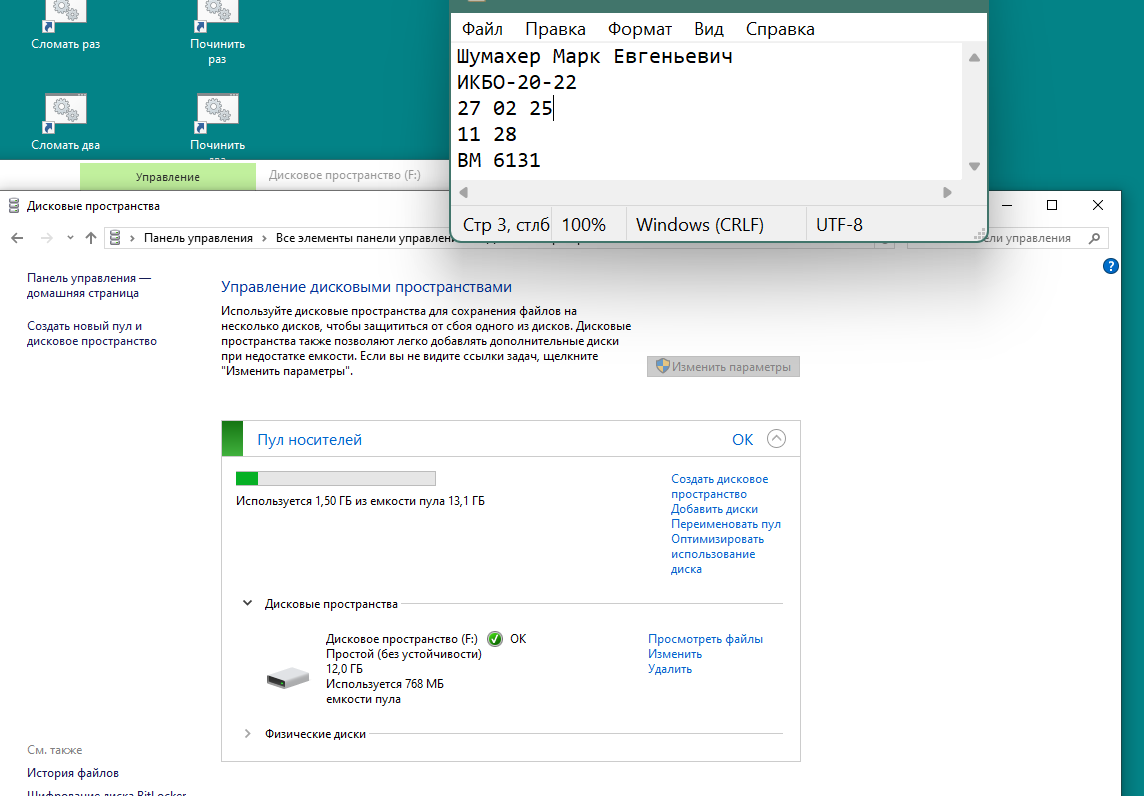 Сломать раз
Починить
раз
Сломать два
Починить
Файл Правка Формат Вид Справка
Шумахер Марк Евгеньевич
ИКБО-20-22
27 02 25
11 28
ВМ 6131
Стр 3, стлб 100% Windows (CRLF) UTF-8
Управление Дисковое пространство (F:)
Дисковые пространства
Панель управления Все элементы панели управлен
управления
Панель управления —
домашняя страница
Создать новый пул и
дисковое пространство
Управление дисковыми пространствами
Используйте дисковые пространства для сохранения файлов на
несколько дисков, чтобы защититься от сбоя одного из дисков. Дисковые
пространства также позволяют легко добавлять дополнительные диски
при недостатке емкости. Если вы не видите ссылки задач, щелкните
"Изменить параметры".
Изменить параметры
Пул носителей OK
Используется 1,50 ГБ из емкости пула 13,1 ГБ
Создать дисковое
пространство
Добавить диски
Переименовать пул
Оптимизировать
использование
диска
Дисковые пространства
Дисковое пространство (F:) OK
Простой (без устойчивости)
12,0 ГБ
Используется 768 МБ
емкости пула
Просмотреть файлы
Изменить
Удалить
Физические диски
См. также
История файлов
Шифрование диска BitLocker